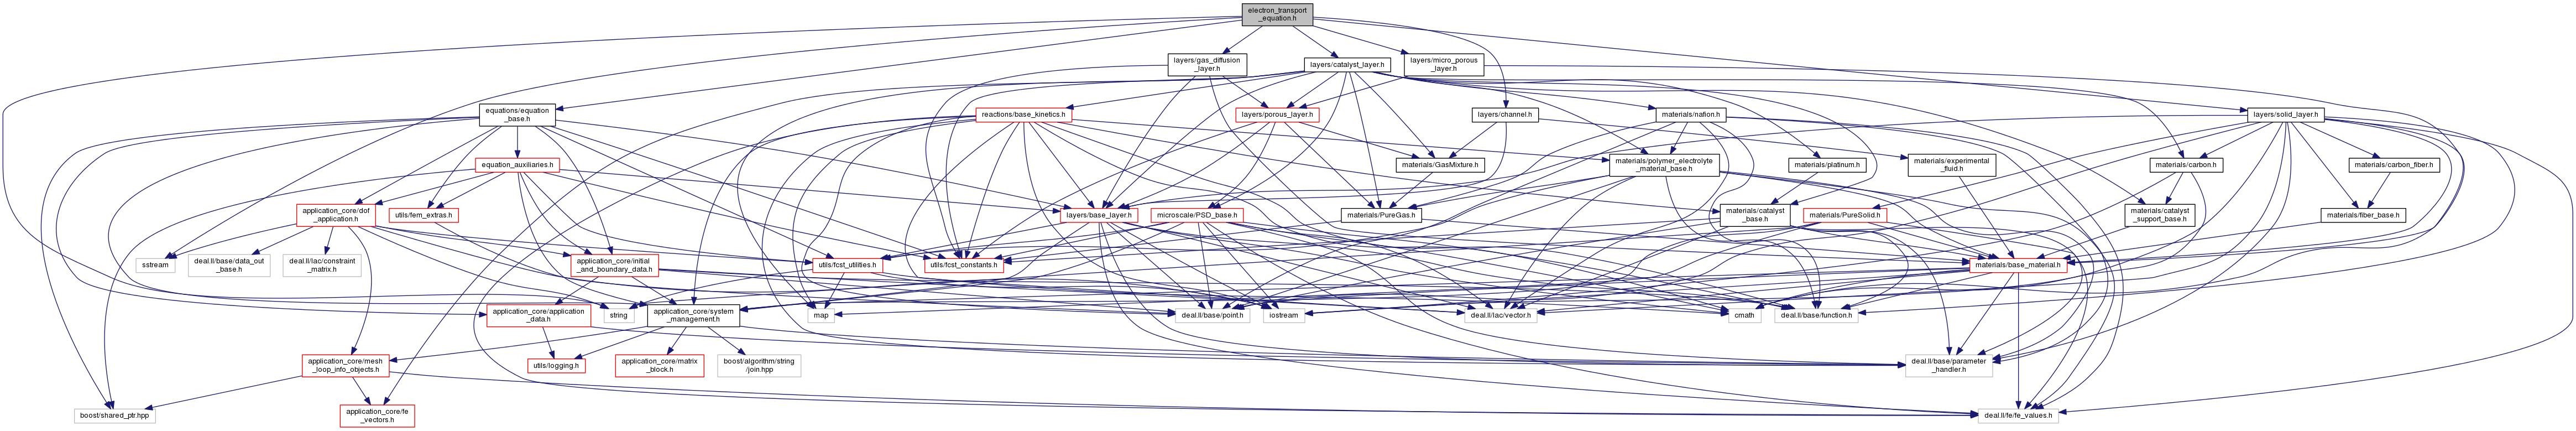 electron_transport
_equation.h
layers/gas_diffusion
_layer.h
layers/catalyst_layer.h
layers/micro_porous
_layer.h
equations/equation
_base.h
reactions/base_kinetics.h
layers/porous_layer.h
layers/channel.h
materials/nafion.h
layers/solid_layer.h
equation_auxiliaries.h
materials/GasMixture.h
materials/polymer_electrolyte
_material_base.h
materials/platinum.h
materials/experimental
_fluid.h
materials/carbon.h
materials/carbon_fiber.h
application_core/dof
_application.h
utils/fem_extras.h
layers/base_layer.h
microscale/PSD_base.h
materials/PureGas.h
materials/catalyst
_base.h
materials/PureSolid.h
materials/catalyst
_support_base.h
materials/fiber_base.h
sstream
deal.II/base/data_out
_base.h
deal.II/lac/constraint
_matrix.h
application_core/initial
_and_boundary_data.h
utils/fcst_utilities.h
utils/fcst_constants.h
materials/base_material.h
application_core/application
_data.h
string
application_core/system
_management.h
map
deal.II/base/point.h
iostream
deal.II/lac/vector.h
cmath
deal.II/base/function.h
application_core/mesh
_loop_info_objects.h
utils/logging.h
application_core/matrix
_block.h
boost/algorithm/string
/join.hpp
deal.II/base/parameter
_handler.h
boost/shared_ptr.hpp
application_core/fe
_vectors.h
deal.II/fe/fe_values.h